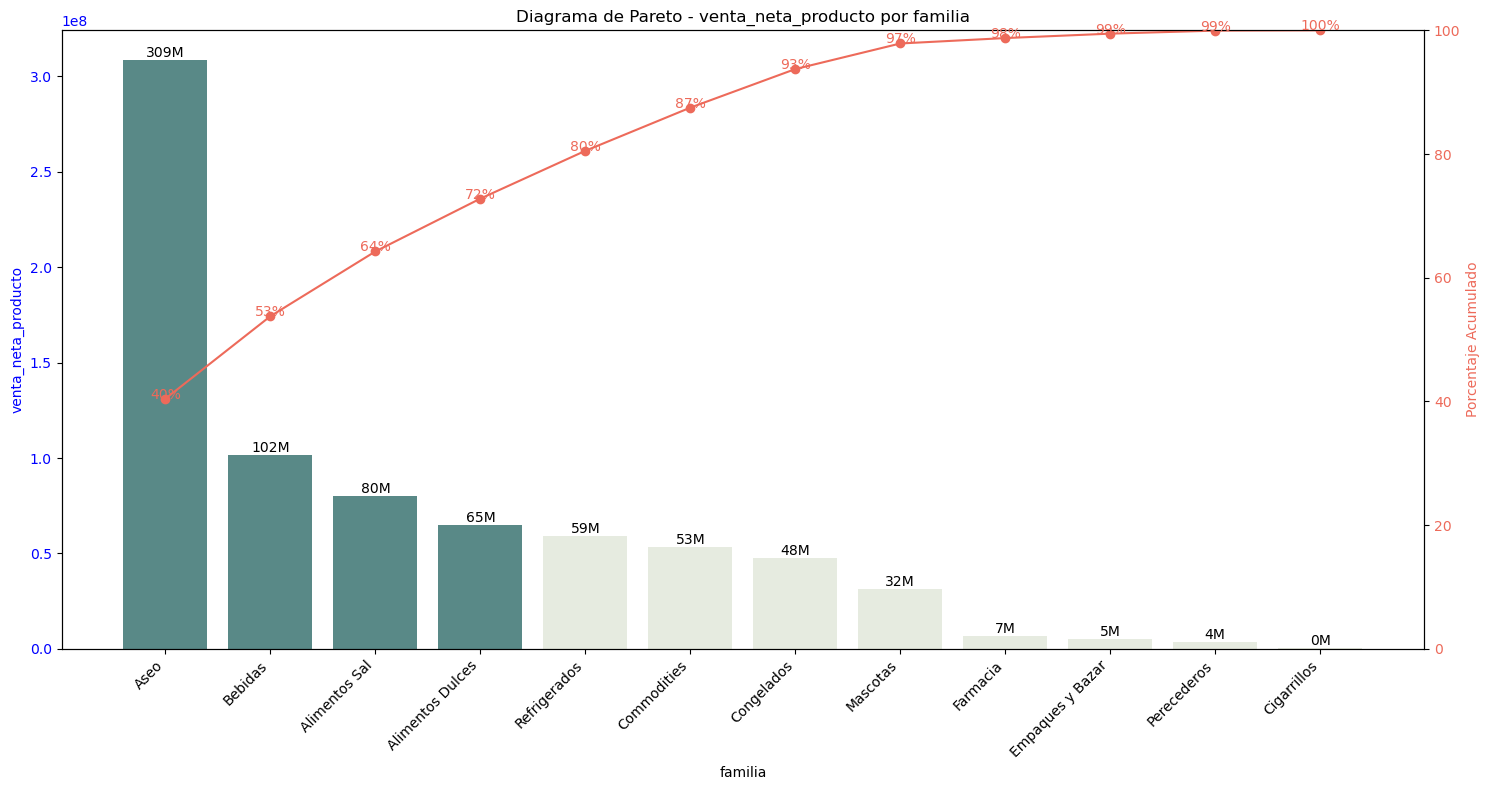 Diagrama de Pareto - venta_neta_producto por familia
1e8
venta_neta_producto
3.0
2.5
2.0
1.5
1.0
0.5
0.0
309M
102M
80M
65M
59M
53M
48M
32M
7M
5M
4M
0M
40%
53%
64%
72%
80%
87%
93%
97%
98%
99%
99%
100%
100
80
60
40
20
0
Porcentaje Acumulado
Aseo
Bebidas
Alimentos Sal
Alimentos Dulces
Refrigerados
Commodities
Congelados
Mascotas
Farmacia
Empaques y Bazar
Perecederos
Cigarrillos
familia